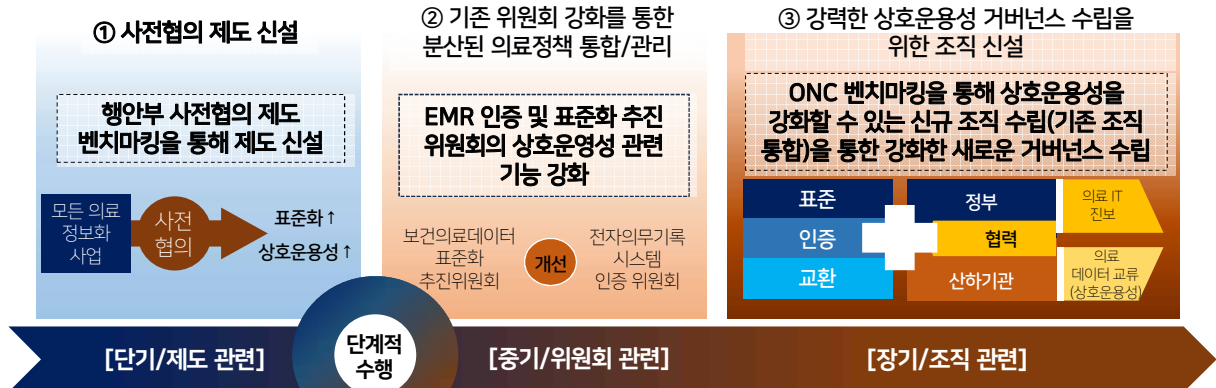 ① 사전협의 제도 신설
행안부 사전협의 제도
벤치마킹을 통해 제도 신설
모든 의료
정보화
사업
사전
협의
표준화 ↑
상호운용성 ↑
② 기존 위원회 강화를 통한
분산된 의료정책 통합/관리
EMR 인증 및 표준화 추진
위원회의 상호운영성 관련
기능 강화
보건의료데이터
표준화
추진위원회
개선
전자의무기록
시스템
인증 위원회
③ 강력한 상호운용성 거버넌스 수립을
위한 조직 신설
ONC 벤치마킹을 통해 상호운용성을
강화할 수 있는 신규 조직 수립(기존 조직
통합)을 통한 강화한 새로운 거버넌스 수립
표준
인증
교환
정부
협력
산하기관
의료 IT
진보
의료
데이터 교류
(상호운용성)
[단기/제도 관련]
단계적
수행
[중기/위원회 관련]
[장기/조직 관련]